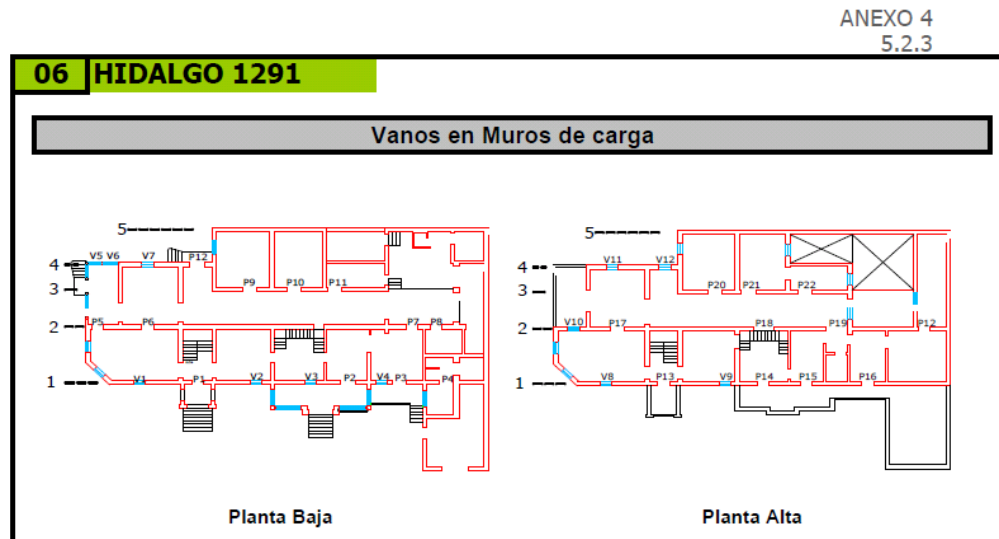 ANEXO 4
5.2.3
06 HIDALGO 1291
Vanos en Muros de carga
5
V5 V6 V7 P12
4
P9 P10 P11
3
2 P5 P6 P7 P8
1 V1 P1 V2 V3 P2 V4 P3 P4
Planta Baja
5
4 V11 V12
3 P20 P21 P22
2 V10 P17 P18 P19 P12
1 V8 P13 V9 P14 P15 P16
Planta Alta